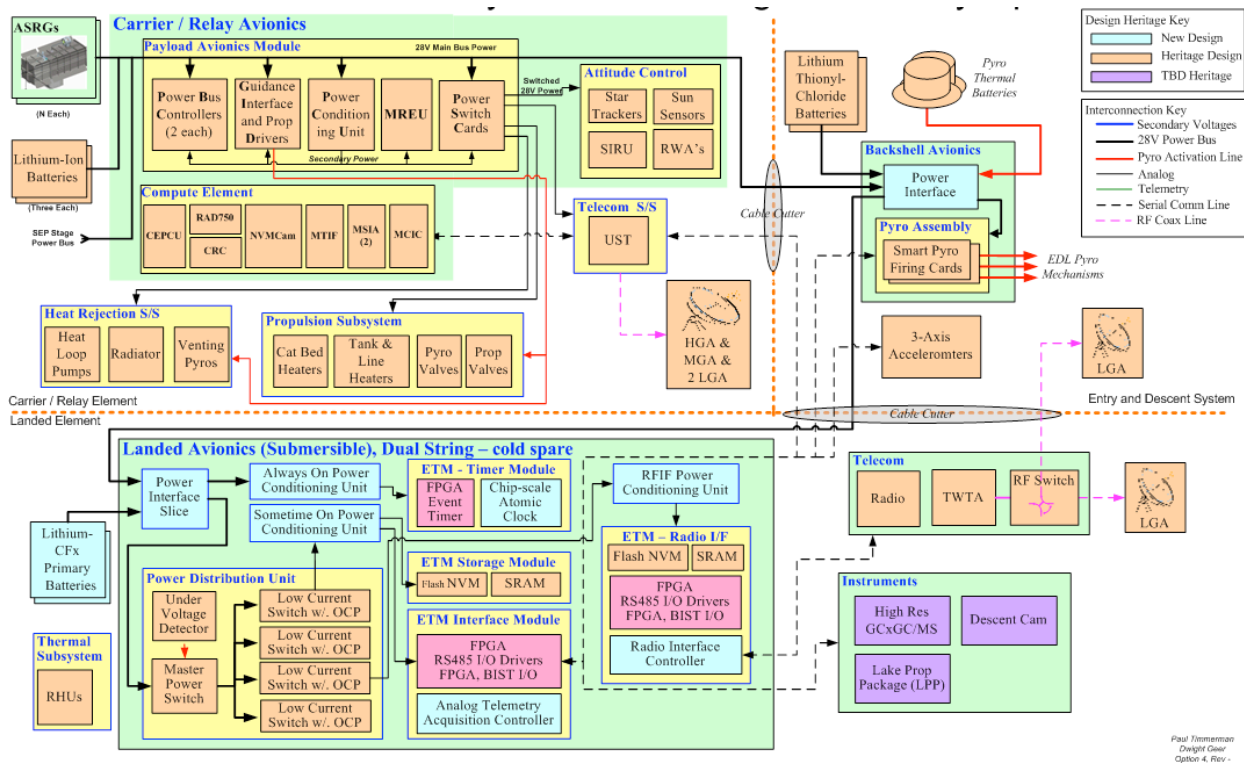 ASRGs
(N Each)
Lithium-Ion
Batteries
(Three Each)
SEP Stage
Power Bus
Carrier / Relay Avionics
Payload Avionics Module
28V Main Bus Power
Power Bus
Controllers
(2 each)
Guidance
Interface
and Prop
Drivers
Power
Condition
ing Unit
MREU
Power
Switch
Cards
Secondary Power
Switched
28V Power
Attitude Control
Star
Trackers
Sun
Sensors
SIRU
RWA's
Compute Element
CEPCU
RAD750
CRC
NVMCam
MTIF
MSIA
(2)
MCIC
Telecom S/S
UST
HGA &
MGA &
2 LGA
Heat Rejection S/S
Heat
Loop
Pumps
Radiator
Venting
Pyros
Propulsion Subsystem
Cat Bed
Heaters
Tank &
Line
Heaters
Pyro
Valves
Prop
Valves
Carrier / Relay Element
Landed Element
Cable Cutter
Lithium
Thionyl-
Chloride
Batteries
Pyro
Thermal
Batteries
Backshell Avionics
Power
Interface
Pyro Assembly
Smart Pyro
Firing Cards
EDL Pyro
Mechanisms
3-Axis
Acceleromters
LGA
Cable Cutter
Entry and Descent System
Design Heritage Key
New Design
Heritage Design
TBD Heritage
Interconnection Key
Secondary Voltages
28V Power Bus
Pyro Activation Line
Analog
Telemetry
Serial Comm Line
RF Coax Line
Landed Avionics (Submersible), Dual String – cold spare
Power
Interface
Slice
Always On Power
Conditioning Unit
Sometime On Power
Conditioning Unit
Lithium-
CFx
Primary
Batteries
Power Distribution Unit
Under
Voltage
Detector
Master
Power
Switch
Low Current
Switch w/. OCP
Low Current
Switch w/. OCP
Low Current
Switch w/. OCP
Low Current
Switch w/. OCP
Thermal
Subsystem
RHUs
ETM - Timer Module
FPGA
Event
Timer
Chip-scale
Atomic
Clock
ETM Storage Module
Flash NVM
SRAM
ETM Interface Module
FPGA
RS485 I/O Drivers
FPGA, BIST I/O
Analog Telemetry
Acquisition Controller
RFIF Power
Conditioning Unit
ETM – Radio I/F
Flash NVM
SRAM
FPGA
RS485 I/O Drivers
FPGA, BIST I/O
Radio Interface
Controller
Telecom
Radio
TWTA
RF Switch
LGA
Instruments
High Res
GCxGC/MS
Descent Cam
Lake Prop
Package (LPP)
Paul Timmerman
Dwight Geer
Option 4, Rev -